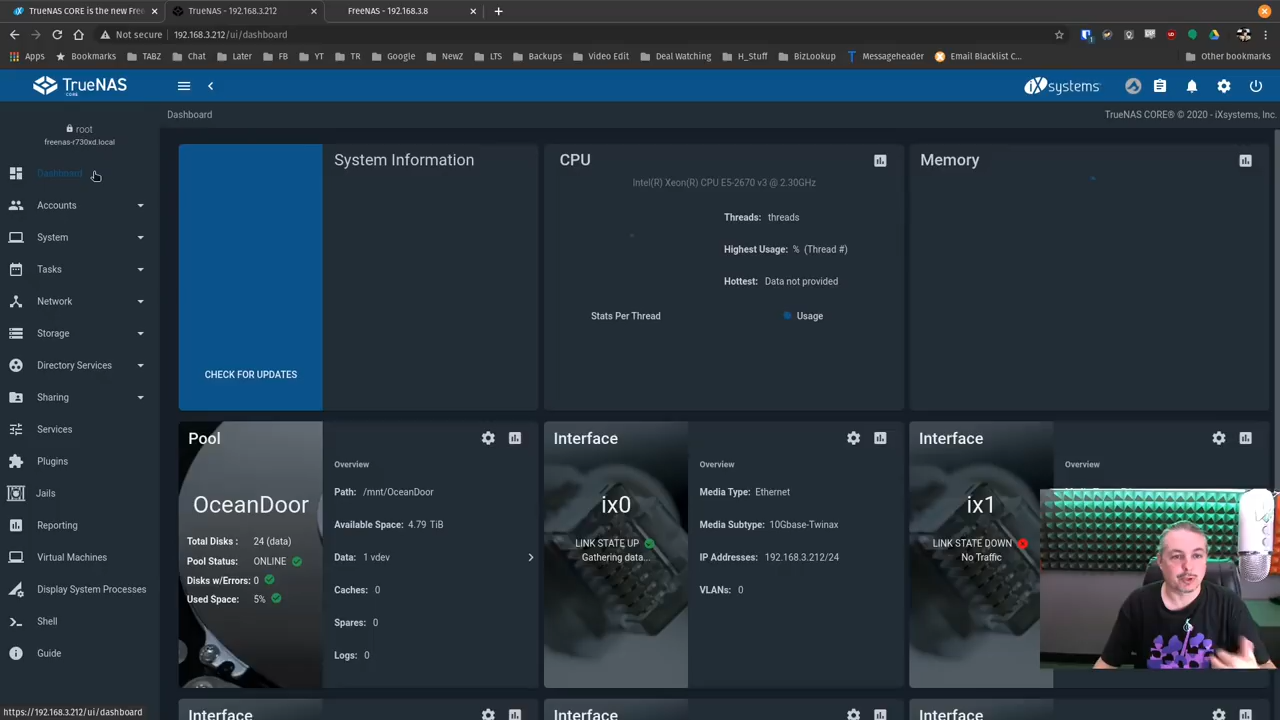 TrueNAS CORE is the new Free
TrueNAS - 192.168.3.212
FreeNAS - 192.168.3.8
Not secure
192.168.3.212/ui/dashboard
Apps
Bookmarks
TABZ
Chat
Later
FB
YT
TR
Google
NewZ
LTS
Backups
Video Edit
Deal Watching
H_Stuff
BizLookup
Messageheader
Email Blacklist C...
Other bookmarks
TrueNAS
CORE
iXsystems
root
freenas-r730xd.local
Dashboard
TrueNAS CORE® © 2020 - iXsystems, Inc.
Dashboard
Accounts
System
Tasks
Network
Storage
Directory Services
Sharing
Services
Plugins
Jails
Reporting
Virtual Machines
Display System Processes
Shell
Guide
System Information
CHECK FOR UPDATES
CPU
Intel(R) Xeon(R) CPU E5-2670 v3 @ 2.30GHz
Threads: threads
Highest Usage: % (Thread #)
Hottest: Data not provided
Stats Per Thread
Usage
Memory
Pool
OceanDoor
Total Disks : 24 (data)
Pool Status: ONLINE
Disks w/Errors: 0
Used Space: 5%
Overview
Path: /mnt/OceanDoor
Available Space: 4.79 TiB
Data: 1 vdev
Caches: 0
Spares: 0
Logs: 0
Interface
ix0
LINK STATE UP
Gathering data...
Overview
Media Type: Ethernet
Media Subtype: 10Gbase-Twinax
IP Addresses: 192.168.3.212/24
VLANs: 0
Interface
ix1
LINK STATE DOWN
No Traffic
Overview
Interface
Interface
Interface
https://192.168.3.212/ui/dashboard